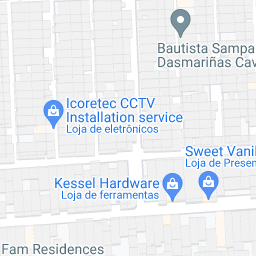 Bautista Sampa
Dasmariñas Cav
Icoretec CCTV
Installation service
Loja de eletrônicos
Sweet Vani
Loja de Presen
Kessel Hardware
Loja de ferramentas
Fam Residences